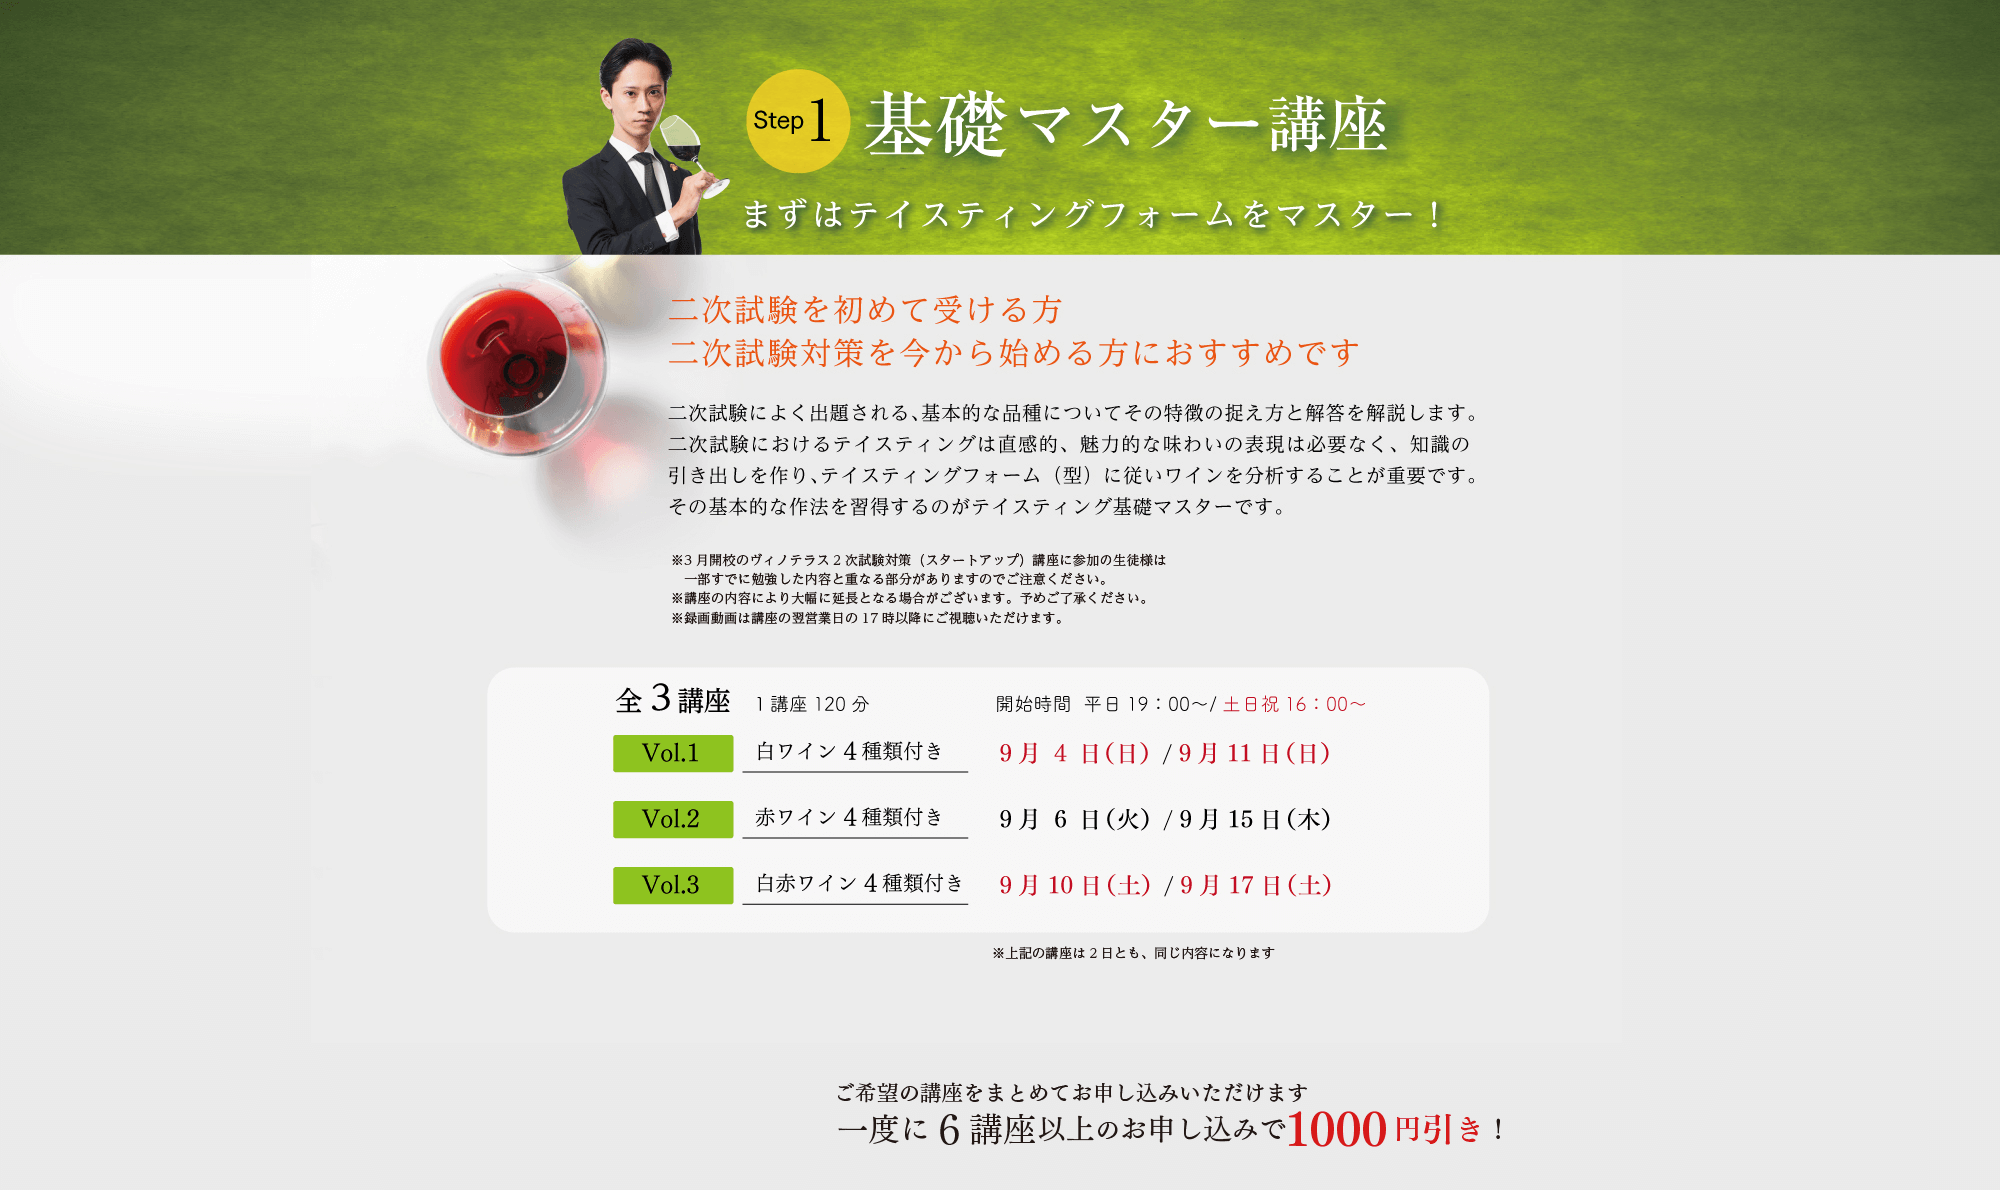 Step 1 基礎マスター講座
まずはテイスティングフォームをマスター！
二次試験を初めて受ける方
二次試験対策を今から始める方におすすめです
二次試験によく出題される、基本的な品種についてその特徴の捉え方と解答を解説します。
二次試験におけるテイスティングは直感的、魅力的な味わいの表現は必要なく、知識の
引き出しを作り、テイスティングフォーム（型）に従いワインを分析することが重要です。
その基本的な作法を習得するのがテイスティング基礎マスターです。
※3月開校のヴィノテラス2次試験対策（スタートアップ）講座に参加の生徒様は
一部すでに勉強した内容と重なる部分がありますのでご注意ください。
※講座の内容により大幅に延長となる場合がございます。予めご了承ください。
※録画動画は講座の翌営業日の17時以降にご視聴いただけます。
全3講座 1講座120分 開始時間 平日19：00〜/土日祝16：00〜
Vol.1 白ワイン4種類付き 9月 4 日（日）/9月11日（日）
Vol.2 赤ワイン4種類付き 9月 6 日（火）/9月15日（木）
Vol.3 白赤ワイン4種類付き 9月10日（土）/9月17日（土）
※上記の講座は2日とも、同じ内容になります
ご希望の講座をまとめてお申し込みいただけます
一度に6講座以上のお申し込みで1000円引き！